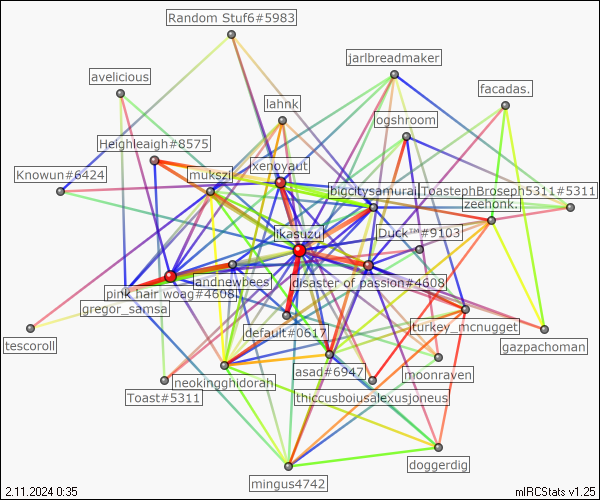 Random Stuf6#5983
jarlbreadmaker
avelicious
facadas.
lahnk
ogshroom
Heighleaigh#8575
xenoyaut
Knowun#6424
mukszi
bigcitysamurai
ToastephBroseph5311#5311
zeehonk.
ikasuzu
Duck™#9103
andnewbees
disaster of passion#4608
pink hair woag#4608
gregor_samsa
default#0617
turkey_mcnugget
tescoroll
gazpachoman
asad#6947
moonraven
neokingghidorah
Toast#5311
thiccusboiusalexusjoneus
doggerdig
mingus4742
2.11.2024 0:35
mIRCStats v1.25